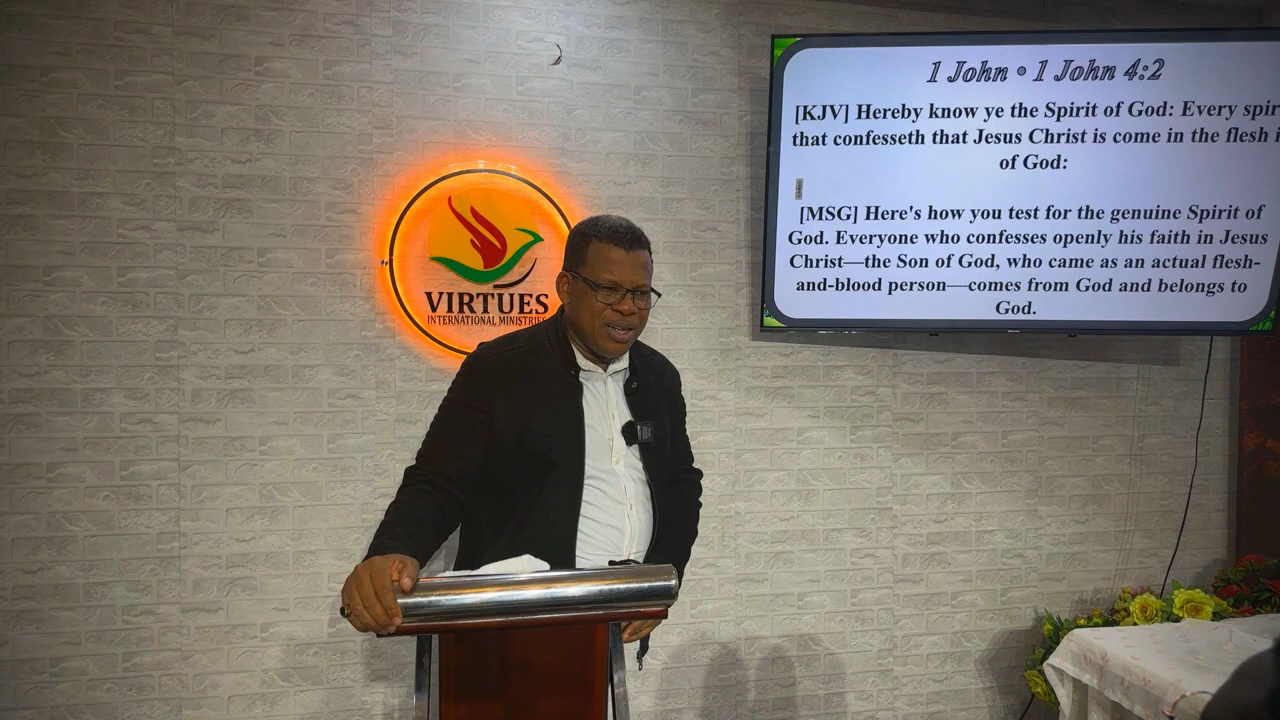 VIRTUES
INTERNATIONAL MINISTRIES
1 John • 1 John 4:2
[KJV] Hereby know ye the Spirit of God: Every
that confesseth that Jesus Christ is come in the flesh
of God:
[MSG] Here's how you test for the genuine Spirit of
God. Everyone who confesses openly his faith in Jesus
Christ—the Son of God, who came as an actual flesh-
and-blood person—comes from God and belongs to
God.